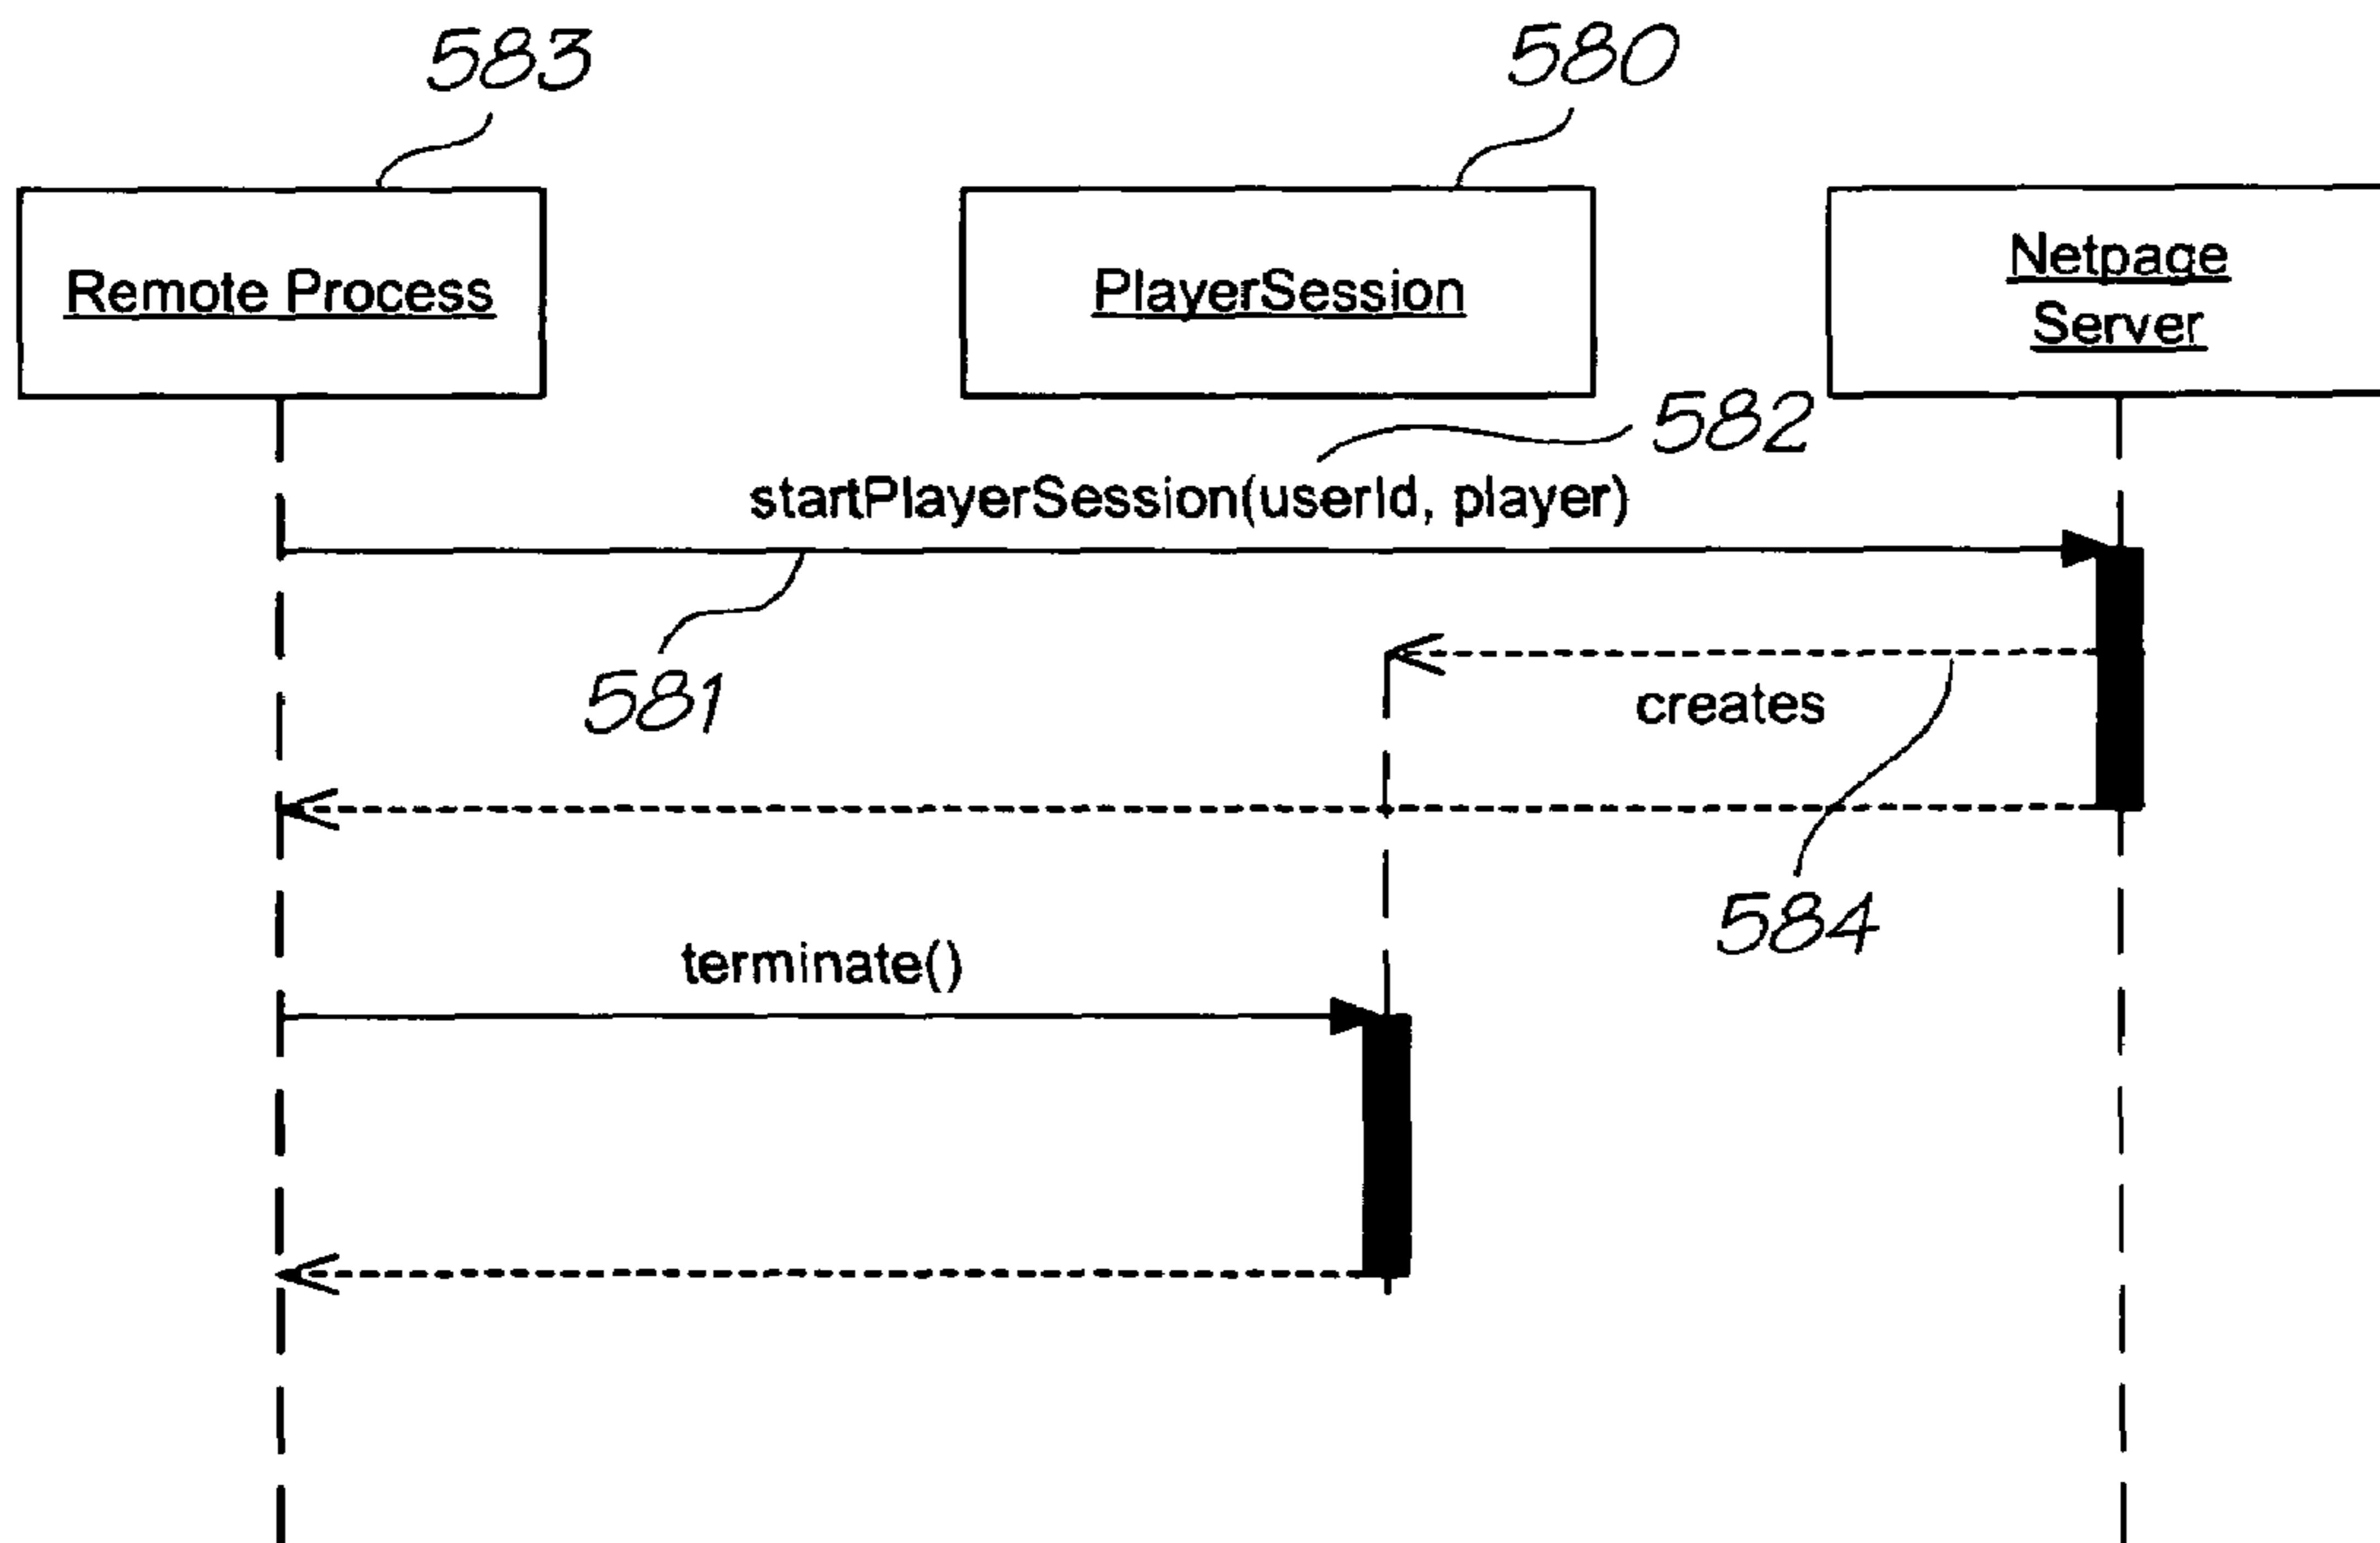 583
580
Remote Process
PlayerSession
Netpage
Server
582
startPlayerSession(userId, player)
581
creates
584
terminate()